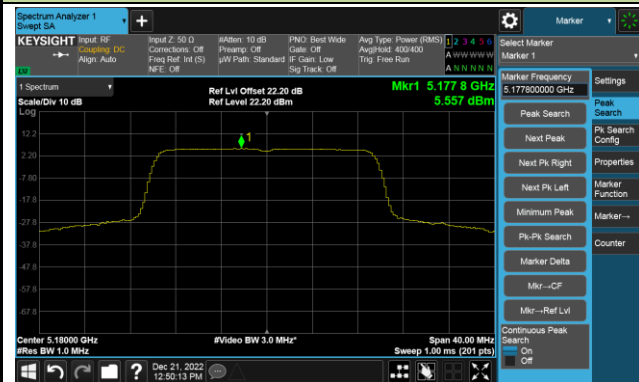 Spectrum Analyzer 1
Swept SA
Marker
KEYSIGHT
Input: RF
Coupling: DC
Align: Auto
Input Z: 50 Ω
Corrections: Off
Freq Ref: Int (S)
NFE: Off
#Atten: 10 dB
Preamp: Off
µW Path: Standard
PNO: Best Wide
Gate: Off
IF Gain: Low
Sig Track: Off
Avg Type: Power (RMS)
Avg|Hold: 400/400
Trig: Free Run
1 2 3 4 5 6
A W W W W W
A N N N N N
LXI
Select Marker
Marker 1
1 Spectrum
Scale/Div 10 dB
Log
Ref Lvl Offset 22.20 dB
Ref Level 22.20 dBm
Mkr1 5.177 8 GHz
5.557 dBm
12.2
2.20
-7.80
-17.8
-27.8
-37.8
-47.8
-57.8
-67.8
1
Center 5.18000 GHz
#Res BW 1.0 MHz
#Video BW 3.0 MHz*
Span 40.00 MHz
Sweep 1.00 ms (201 pts)
Marker Frequency
5.177800000 GHz
Peak Search
Next Peak
Next Pk Right
Next Pk Left
Minimum Peak
Pk-Pk Search
Marker Delta
Mkr→CF
Mkr→Ref Lvl
Continuous Peak
Search
On
Off
Settings
Peak
Search
Pk Search
Config
Properties
Marker
Function
Marker→
Counter
Dec 21, 2022
12:50:13 PM